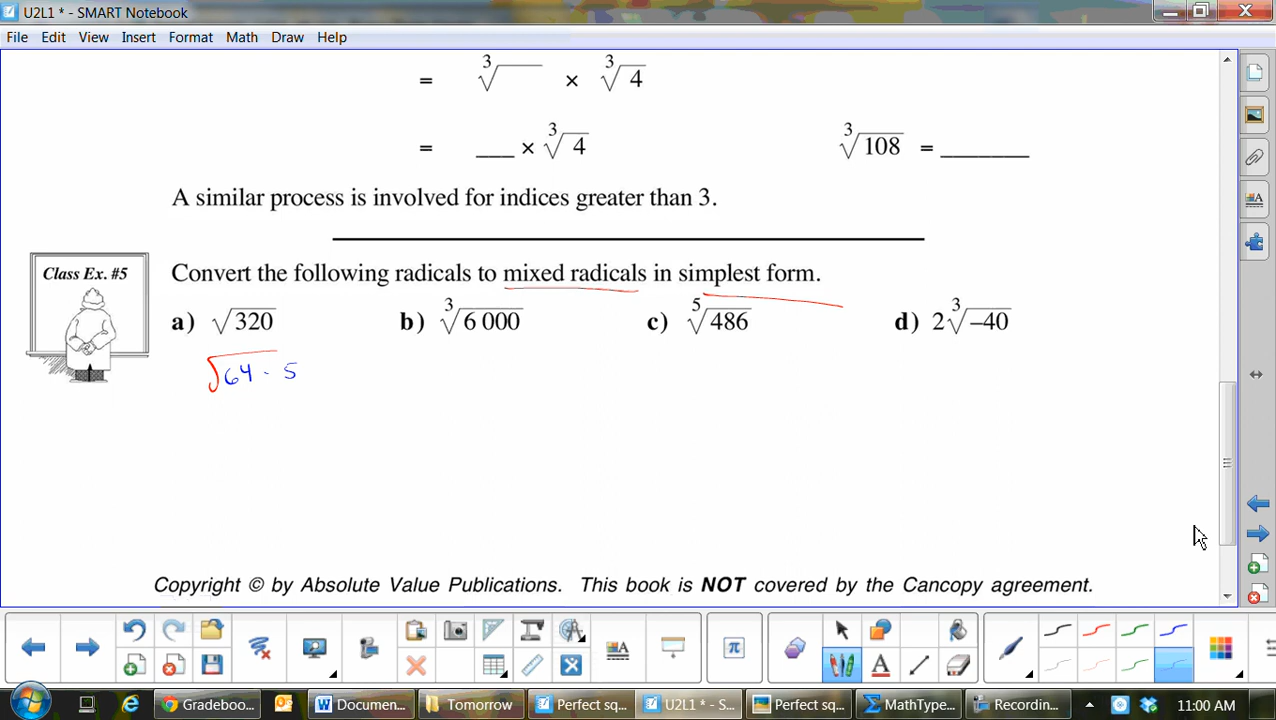 U2L1 * - SMART Notebook
File Edit View Insert Format Math Draw Help
= ∛___ × ∛4
= ___ × ∛4 ∛108 = _______
A similar process is involved for indices greater than 3.
Class Ex. #5
Convert the following radicals to mixed radicals in simplest form.
a) √320 b) ∛6 000 c) ⁵√486 d) 2∛–40
√64 · 5
Copyright © by Absolute Value Publications. This book is NOT covered by the Cancopy agreement.
Gradeboo... Documen... Tomorrow Perfect sq... U2L1 * - S... Perfect sq... MathType... Recordin... 11:00 AM